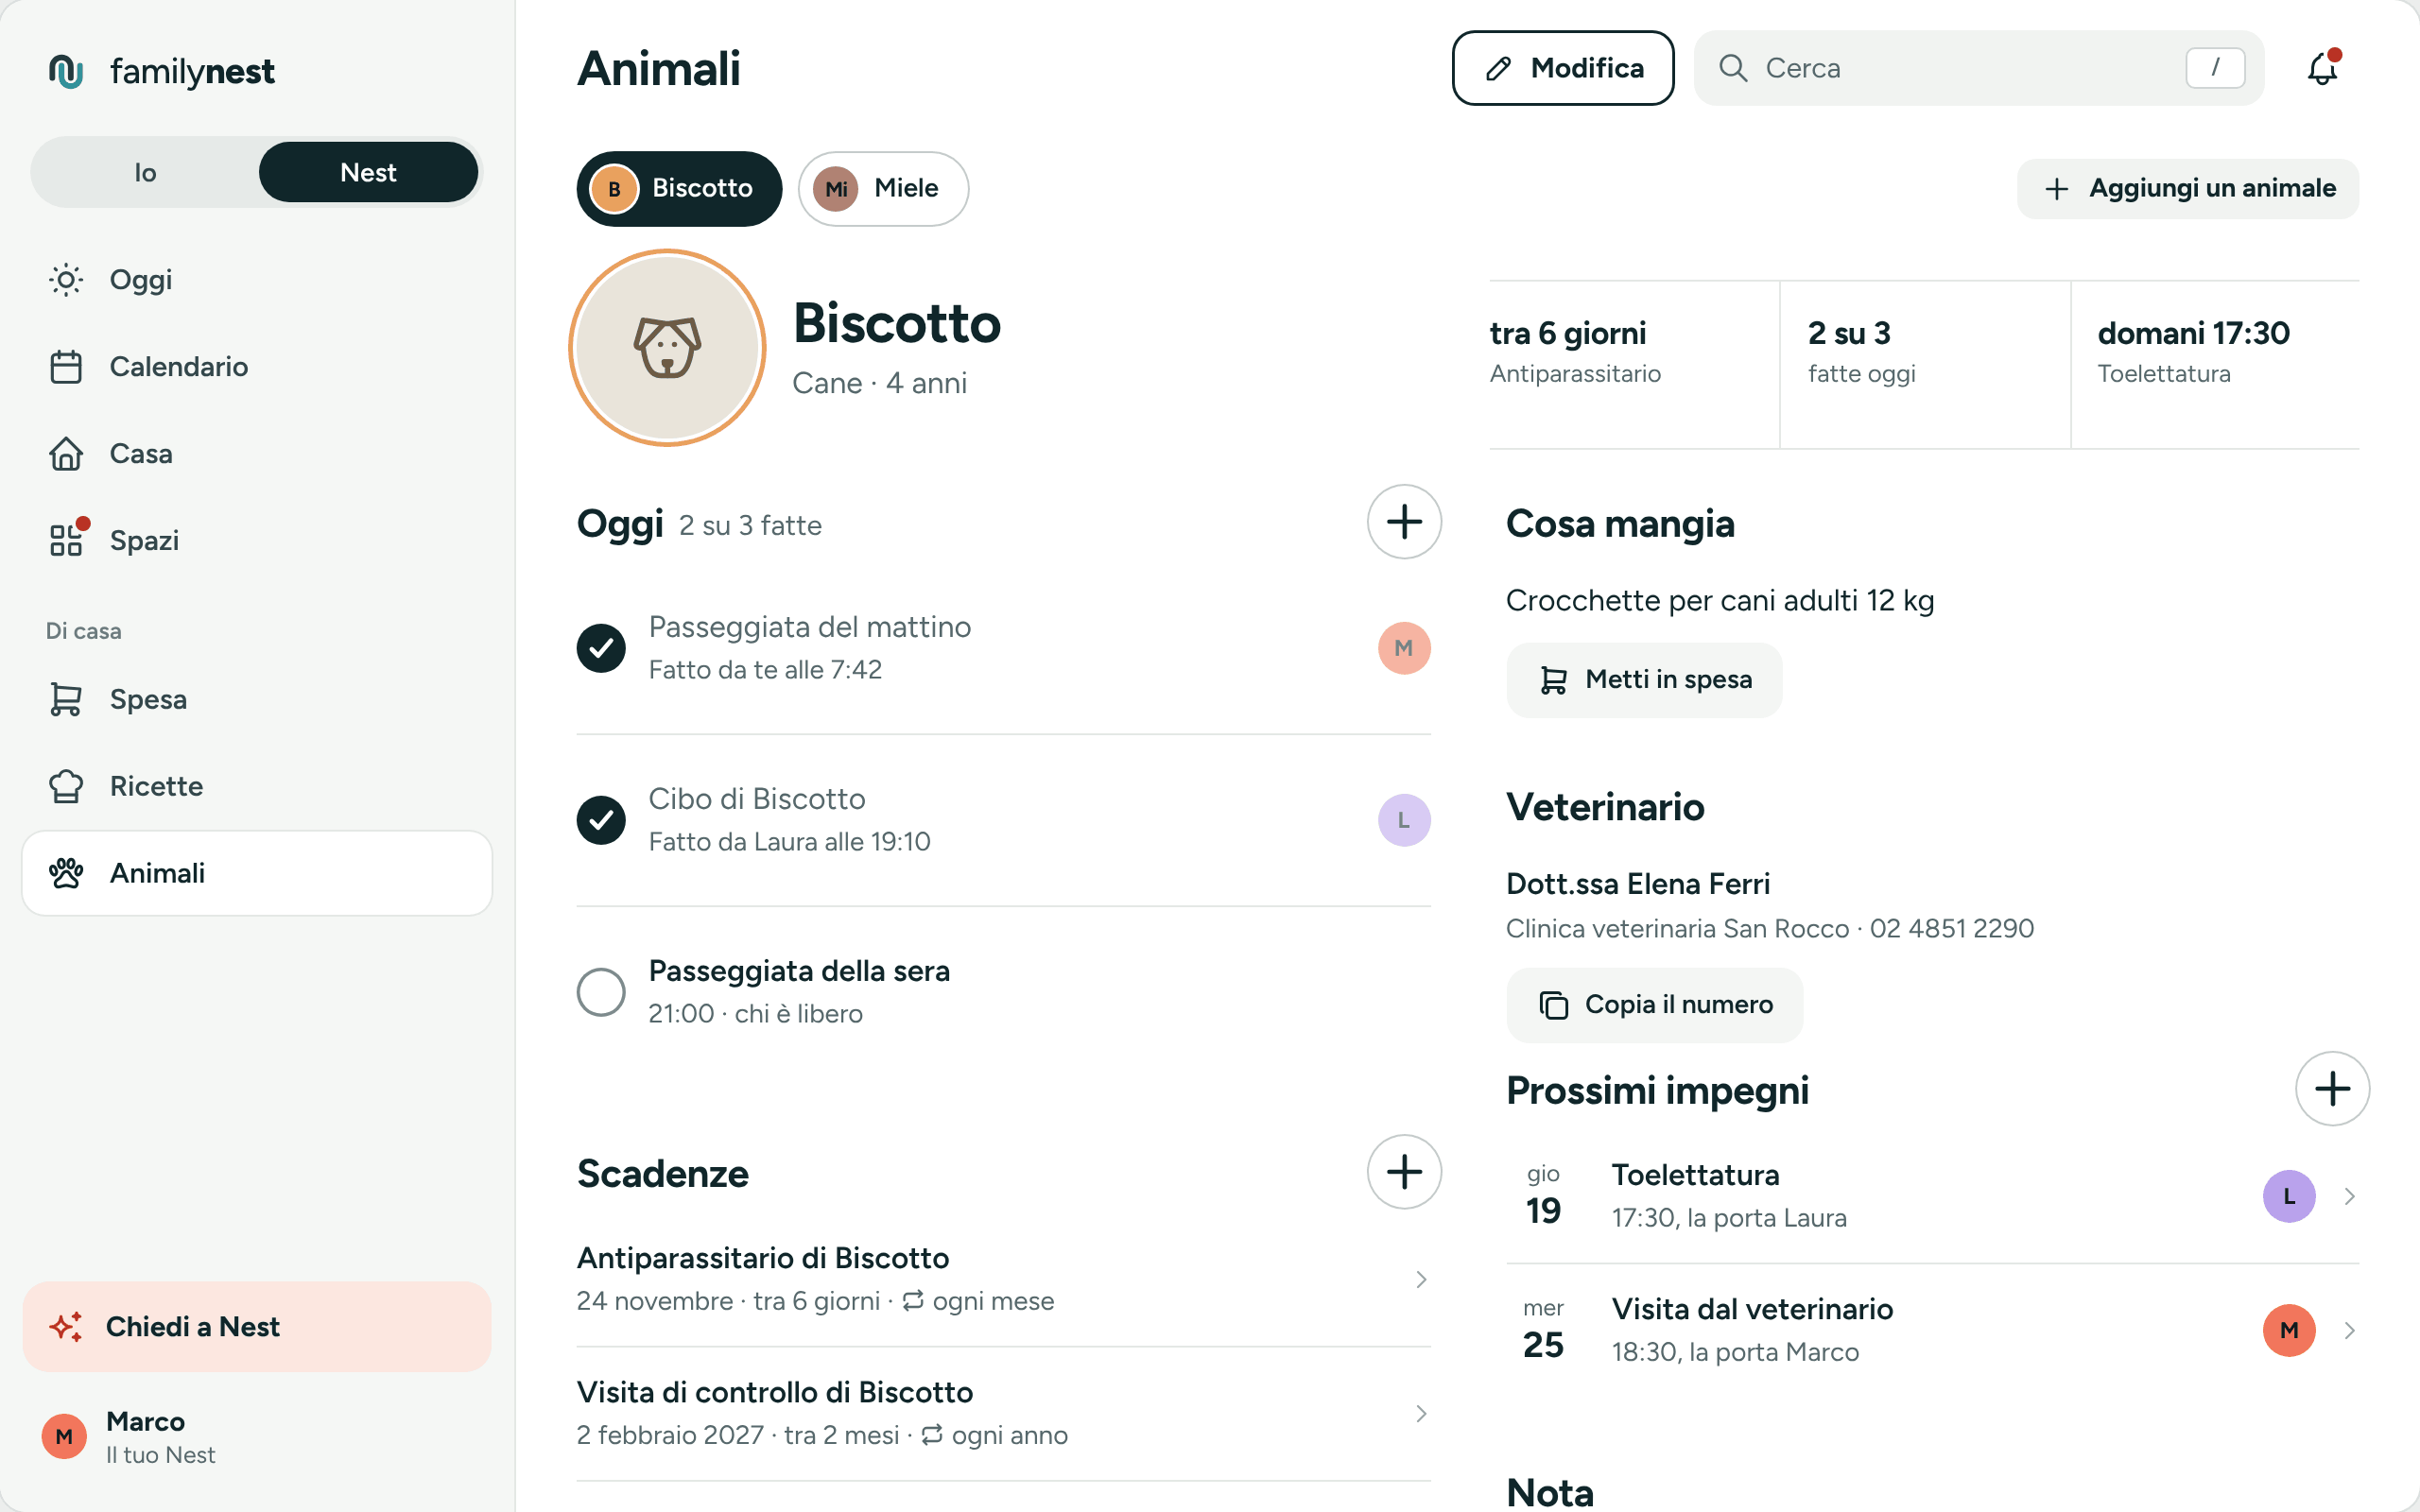 familynest
Io
Nest
Oggi
Calendario
Casa
Spazi
Di casa
Spesa
Ricette
Animali
Chiedi a Nest
M
Marco
Il tuo Nest
Animali
Modifica
Cerca
/
B
Biscotto
Mi
Miele
Aggiungi un animale
Biscotto
Cane · 4 anni
tra 6 giorni
Antiparassitario
2 su 3
fatte oggi
domani 17:30
Toelettatura
Oggi 2 su 3 fatte
Passeggiata del mattino
Fatto da te alle 7:42
M
Cibo di Biscotto
Fatto da Laura alle 19:10
L
Passeggiata della sera
21:00 · chi è libero
Scadenze
Antiparassitario di Biscotto
24 novembre · tra 6 giorni · ogni mese
Visita di controllo di Biscotto
2 febbraio 2027 · tra 2 mesi · ogni anno
Cosa mangia
Crocchette per cani adulti 12 kg
Metti in spesa
Veterinario
Dott.ssa Elena Ferri
Clinica veterinaria San Rocco · 02 4851 2290
Copia il numero
Prossimi impegni
gio
19
Toelettatura
17:30, la porta Laura
L
mer
25
Visita dal veterinario
18:30, la porta Marco
M
Nota